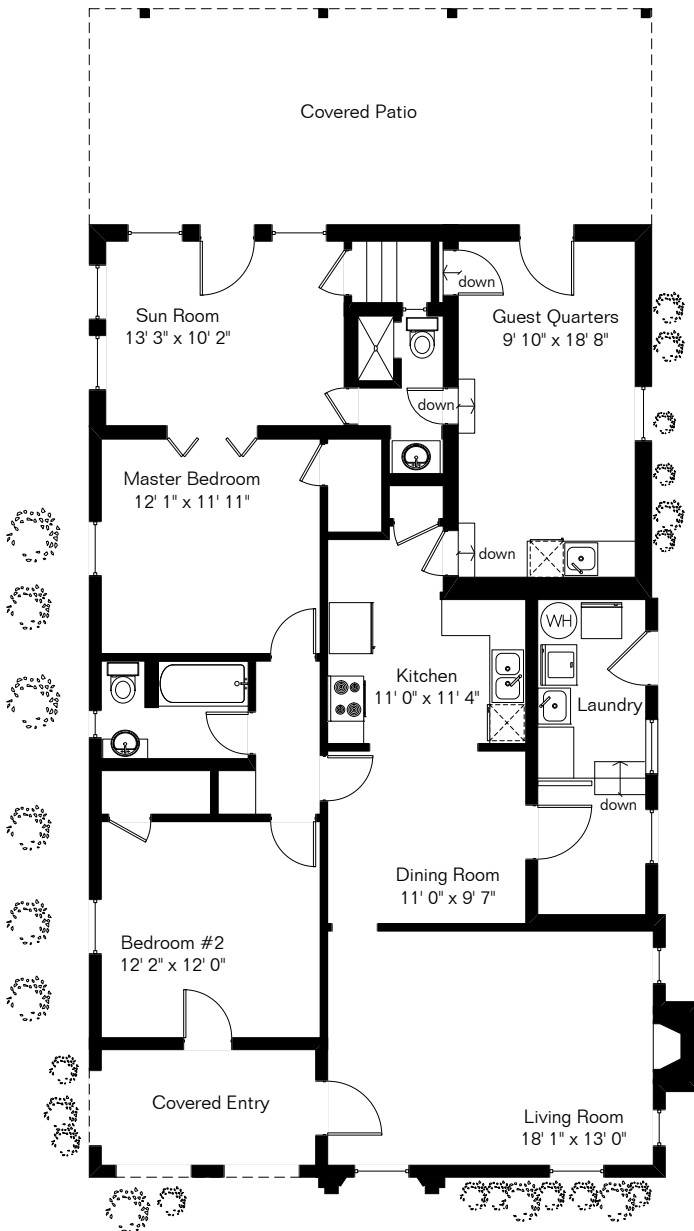 Covered Patio
down
Sun Room
13' 3" x 10' 2"
Guest Quarters
9' 10" x 18' 8"
down
Master Bedroom
12' 1" x 11' 11"
down
WH
Kitchen
11' 0" x 11' 4"
Laundry
down
Dining Room
11' 0" x 9' 7"
Bedroom #2
12' 2" x 12' 0"
Covered Entry
Living Room
18' 1" x 13' 0"